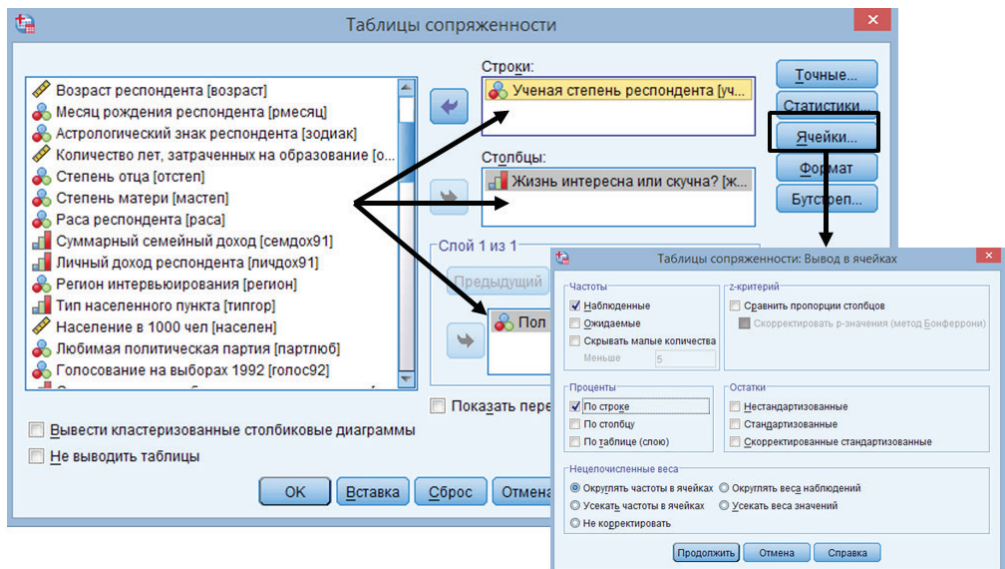 Таблицы сопряженности
Возраст респондента [возраст]
Месяц рождения респондента [рмесяц]
Астрологический знак респондента [зодиак]
Количество лет, затраченных на образование [о...
Степень отца [отстеп]
Степень матери [мастеп]
Раса респондента [раса]
Суммарный семейный доход [семдох91]
Личный доход респондента [личдох91]
Регион интервьюирования [регион]
Тип населенного пункта [типгор]
Население в 1000 чел [населен]
Любимая политическая партия [партлюб]
Голосование на выборах 1992 [голос92]
Строки:
Ученая степень респондента [уч...
Столбцы:
Жизнь интересна или скучна? [ж...
Слой 1 из 1
Предыдущий
Пол
Показать пере
Точные...
Статистики...
Ячейки...
Формат
Бутстреп...
Вывести кластеризованные столбиковые диаграммы
Не выводить таблицы
OK
Вставка
Сброс
Отмена
Таблицы сопряженности: Вывод в ячейках
Частоты
Наблюденные
Ожидаемые
Скрывать малые количества
Меньше 5
z-критерий
Сравнить пропорции столбцов
Скорректировать p-значения (метод Бонферрони)
Проценты
По строке
По столбцу
По таблице (слою)
Остатки
Нестандартизованные
Стандартизованные
Скорректированные стандартизованные
Нецелочисленные веса
Округлять частоты в ячейках Округлять веса наблюдений
Усекать частоты в ячейках Усекать веса значений
Не корректировать
Продолжить Отмена Справка